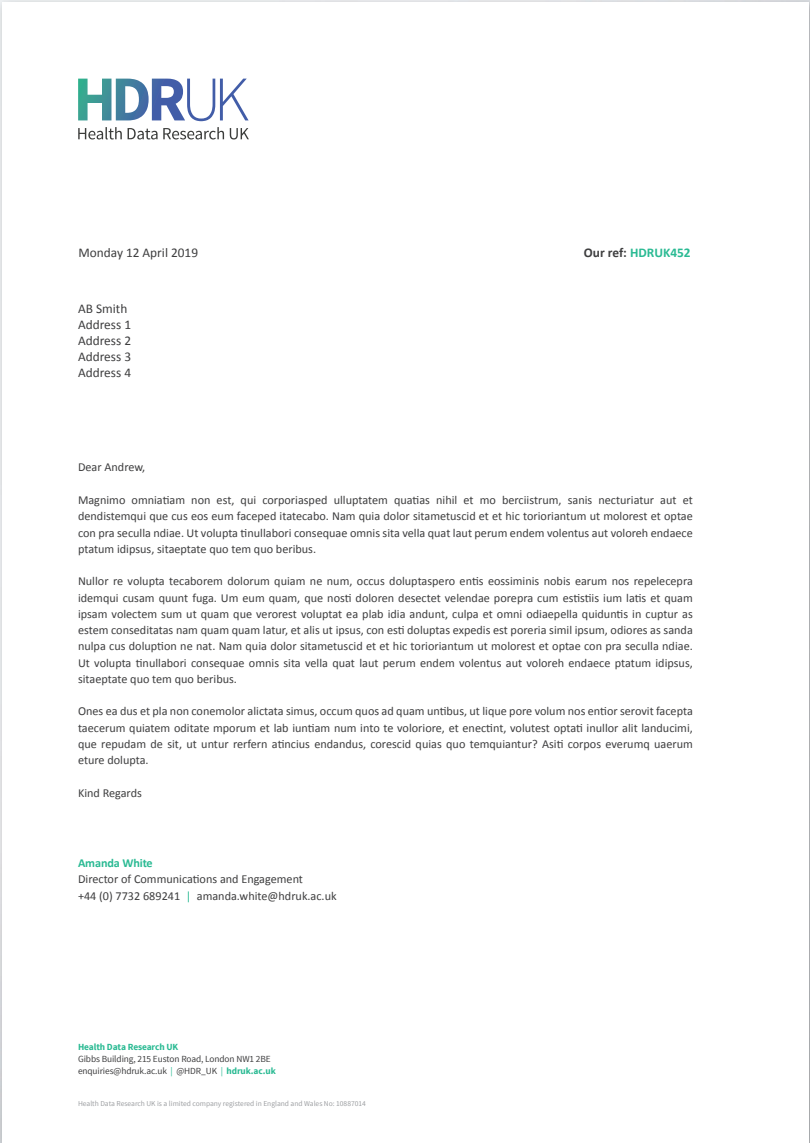 HDRUK
Health Data Research UK
Monday 12 April 2019
Our ref: HDRUK452
AB Smith
Address 1
Address 2
Address 3
Address 4
Dear Andrew,
Magnimo omniatiam non est, qui corporiasped ulluptatem quatias nihil et mo berciistrum, sanis necturiatur aut et
dendistemqui que cus eos eum faceped itatecabo. Nam quia dolor sitametuscid et et hic torioriantum ut molorest et optae
con pra seculla ndiae. Ut volupta tinullabori consequae omnis sita vella quat laut perum endem volentus aut voloreh endaece
ptatum idipsus, sitaeptate quo tem quo beribus.
Nullor re volupta tecaborem dolorum quiam ne num, occus doluptaspero entis eossiminis nobis earum nos repelecepra
idemqui cusam quunt fuga. Um eum quam, que nosti doloren desectet velendae porepra cum estistiis ium latis et quam
ipsam volectem sum ut quam que verorest voluptat ea plab idia andunt, culpa et omni odiaepella quiduntis in cuptur as
estem conseditatas nam quam quam latur, et alis ut ipsus, con esti doluptas expedis est poreria simil ipsum, odiores as sanda
nulpa cus doluption ne nat. Nam quia dolor sitametuscid et et hic torioriantum ut molorest et optae con pra seculla ndiae.
Ut volupta tinullabori consequae omnis sita vella quat laut perum endem volentus aut voloreh endaece ptatum idipsus,
sitaeptate quo tem quo beribus.
Ones ea dus et pla non conemolor alictata simus, occum quos ad quam untibus, ut lique pore volum nos entior serovit facepta
taecerum quiatem oditate mporum et lab iuntiam num into te voloriore, et enectint, volutest optati inullor alit landucimi,
que repudam de sit, ut untur rerfern atincius endandus, corescid quias quo temquiantur? Asiti corpos everumq uaerum
eture dolupta.
Kind Regards
Amanda White
Director of Communications and Engagement
+44 (0) 7732 689241 | amanda.white@hdruk.ac.uk
Health Data Research UK
Gibbs Building, 215 Euston Road, London NW1 2BE
enquiries@hdruk.ac.uk | @HDR_UK | hdruk.ac.uk
Health Data Research UK is a limited company registered in England and Wales No: 10887014